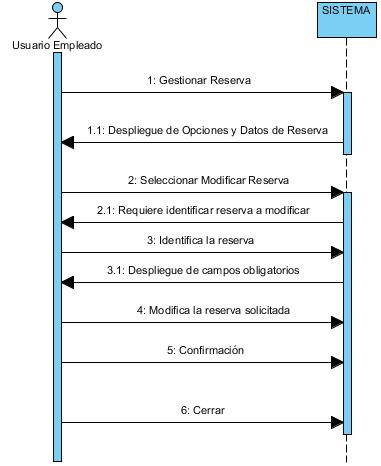 SISTEMA
Usuario Empleado
1: Gestionar Reserva
1.1: Despliegue de Opciones y Datos de Reserva
2: Seleccionar Modificar Reserva
2.1: Requiere identificar reserva a modificar
3: Identifica la reserva
3.1: Despliegue de campos obligatorios
4: Modifica la reserva solicitada
5: Confirmación
6: Cerrar